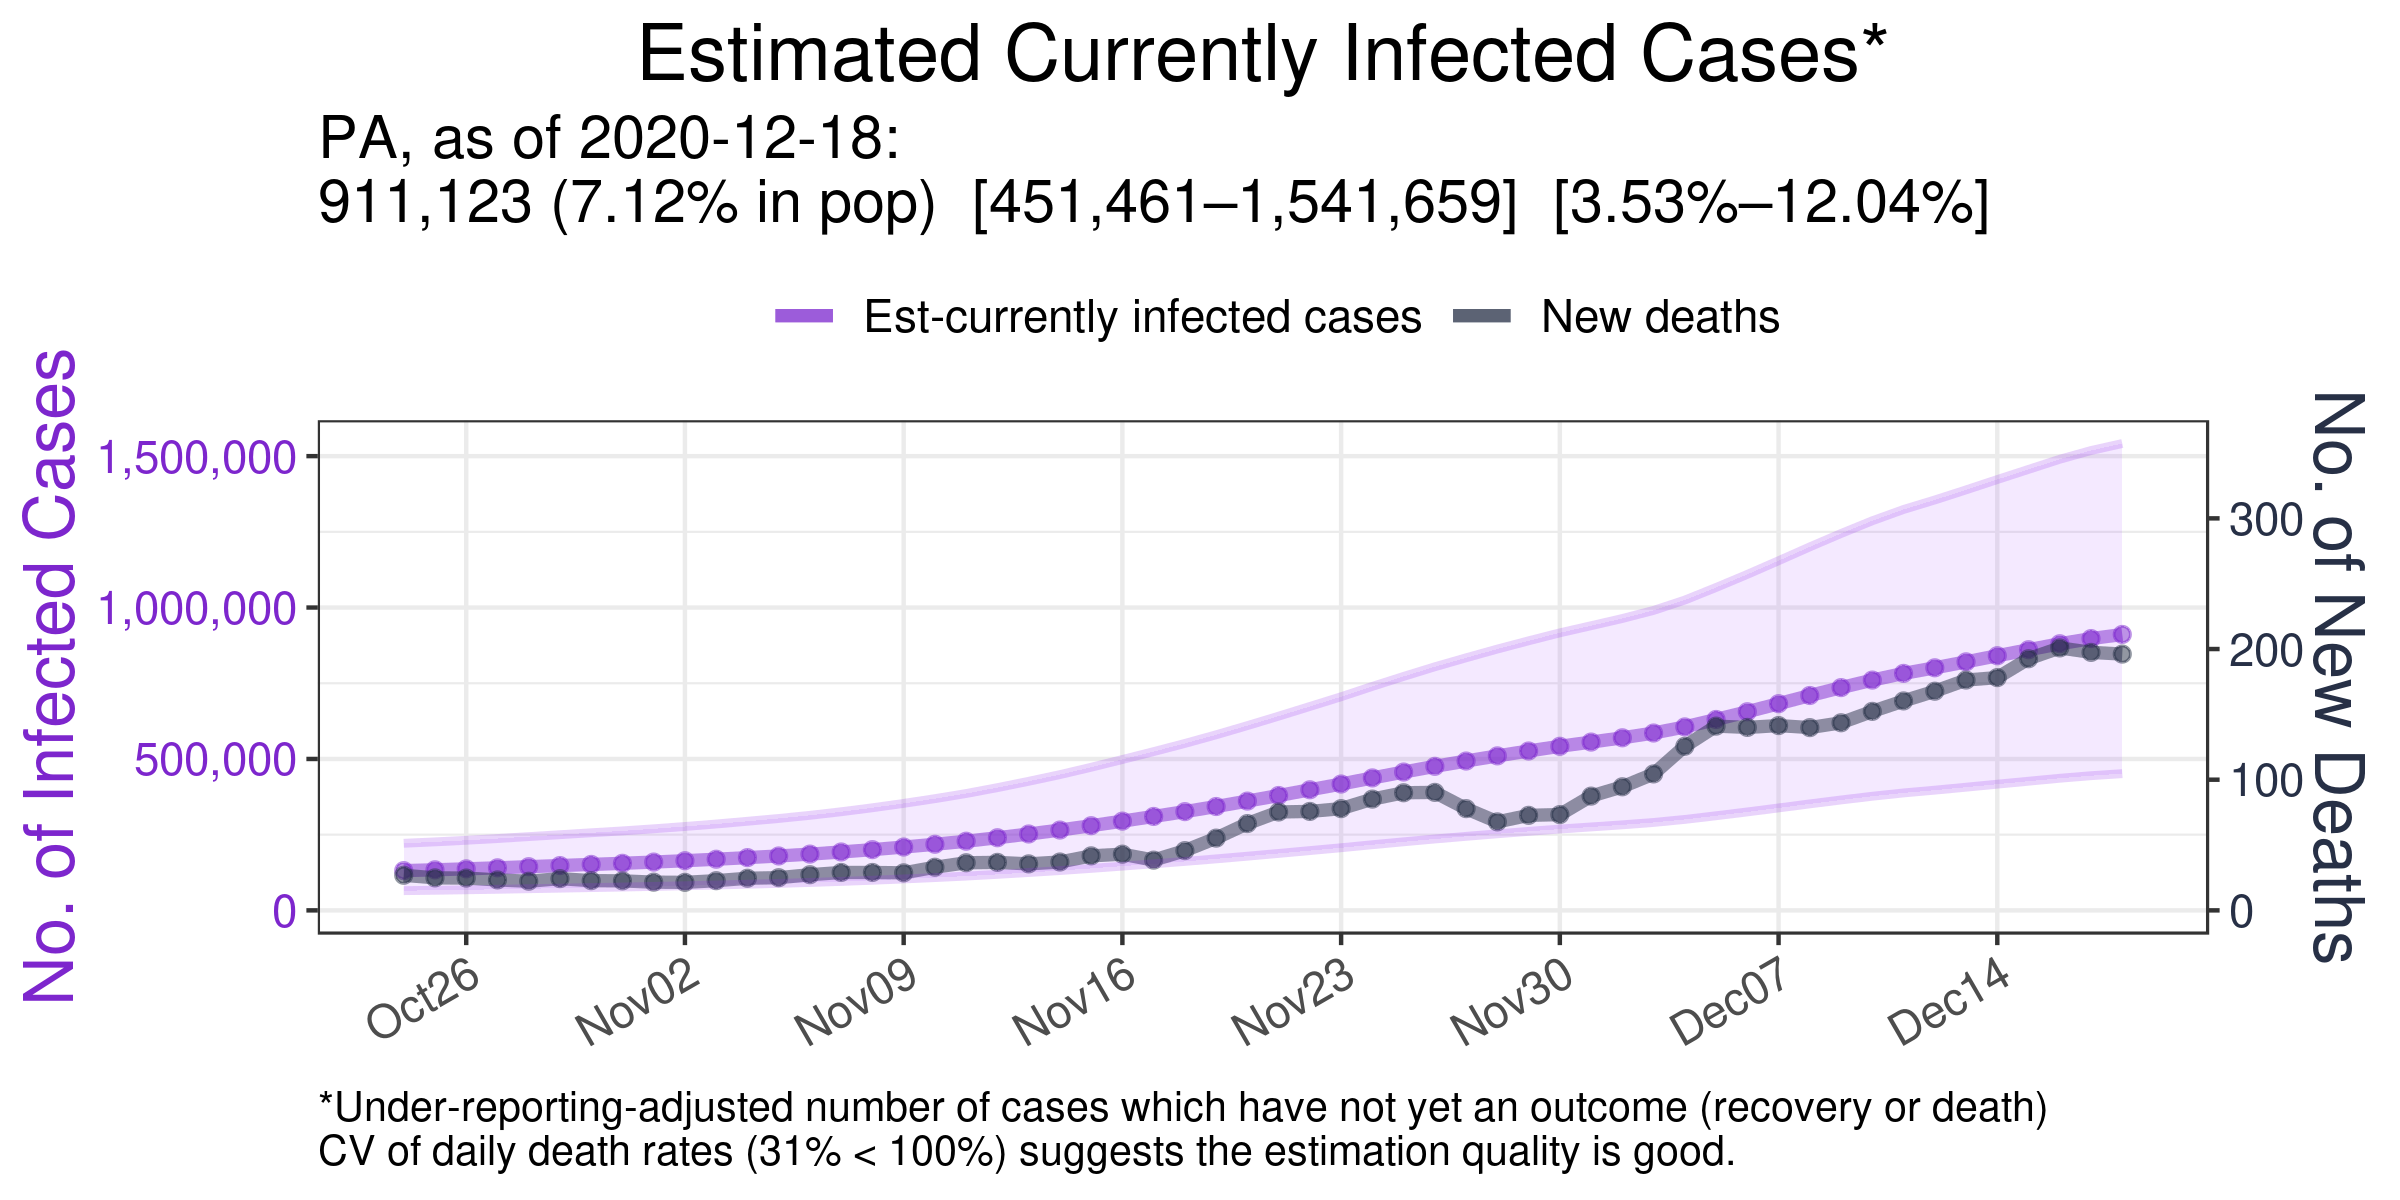 Estimated Currently Infected Cases*
PA, as of 2020-12-18:
911,123 (7.12% in pop) [451,461–1,541,659] [3.53%–12.04%]
Est-currently infected cases New deaths
No. of Infected Cases
1,500,000
1,000,000
500,000
0
No. of New Deaths
300
200
100
0
Oct26 Nov02 Nov09 Nov16 Nov23 Nov30 Dec07 Dec14
*Under-reporting-adjusted number of cases which have not yet an outcome (recovery or death)
CV of daily death rates (31% < 100%) suggests the estimation quality is good.